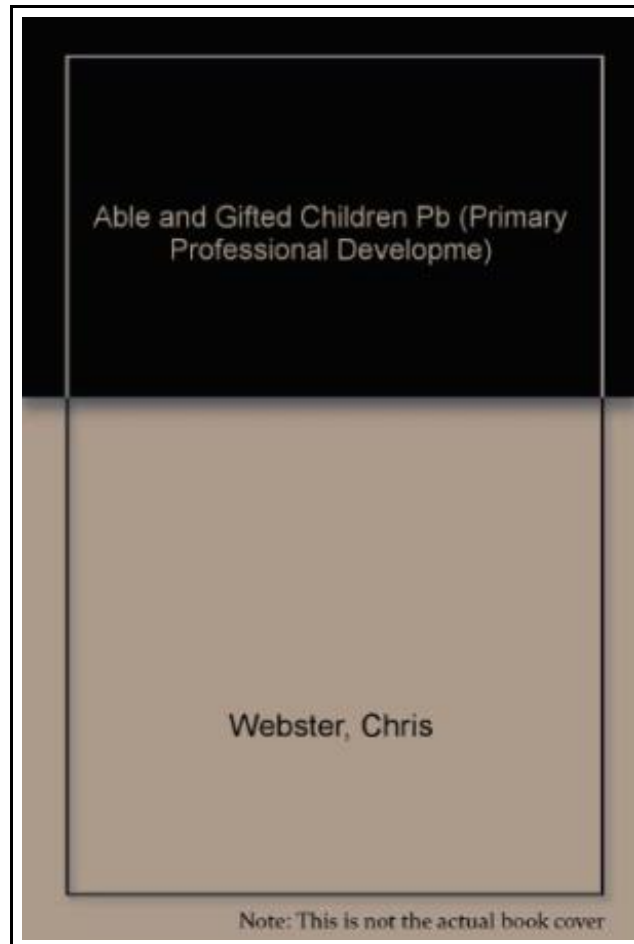 Able and Gifted Children Pb (Primary
Professional Developme)
Webster, Chris
Note: This is not the actual book cover